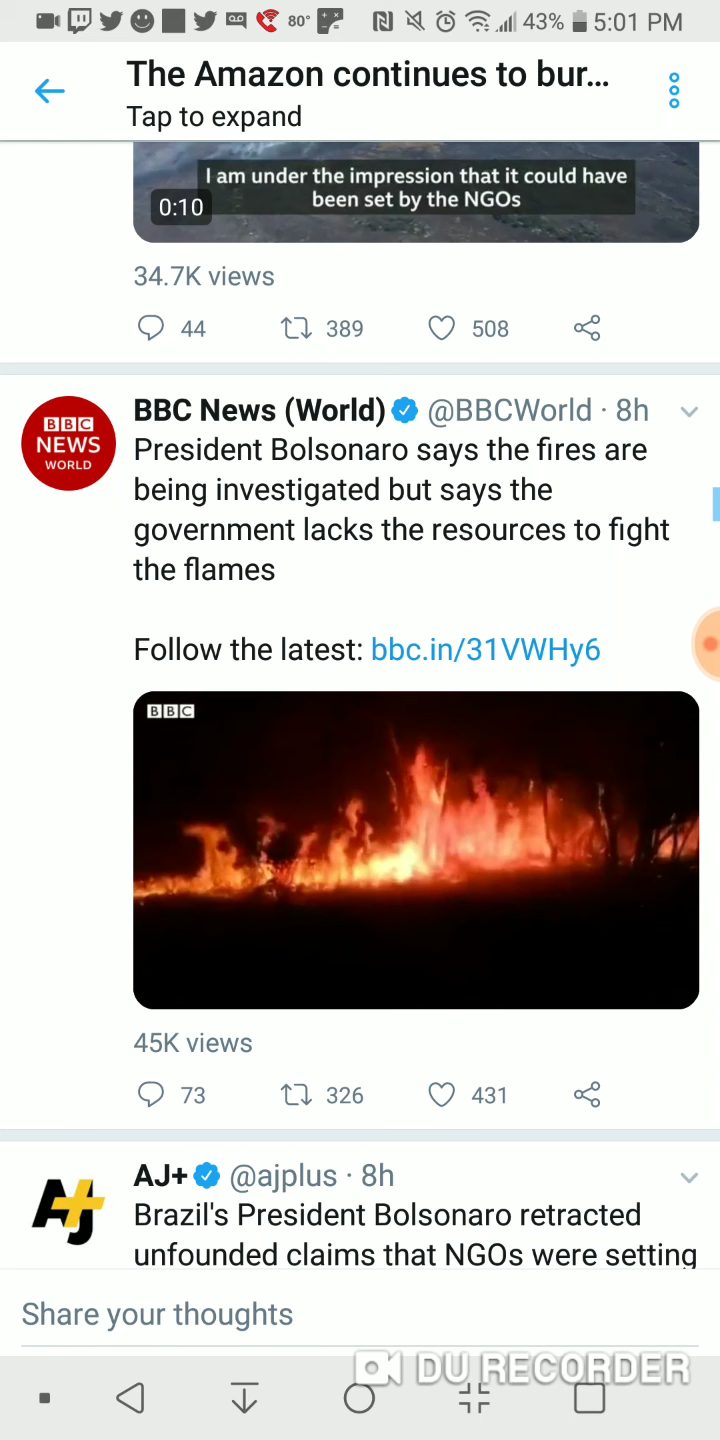 80° 43% 5:01 PM
The Amazon continues to bur...
Tap to expand
I am under the impression that it could have
been set by the NGOs
0:10
34.7K views
44 389 508
BBC News (World) @BBCWorld · 8h
BBC
NEWS
WORLD
President Bolsonaro says the fires are
being investigated but says the
government lacks the resources to fight
the flames
Follow the latest: bbc.in/31VWHy6
BBC
45K views
73 326 431
AJ+ @ajplus · 8h
Brazil's President Bolsonaro retracted
unfounded claims that NGOs were setting
Share your thoughts
DU RECORDER